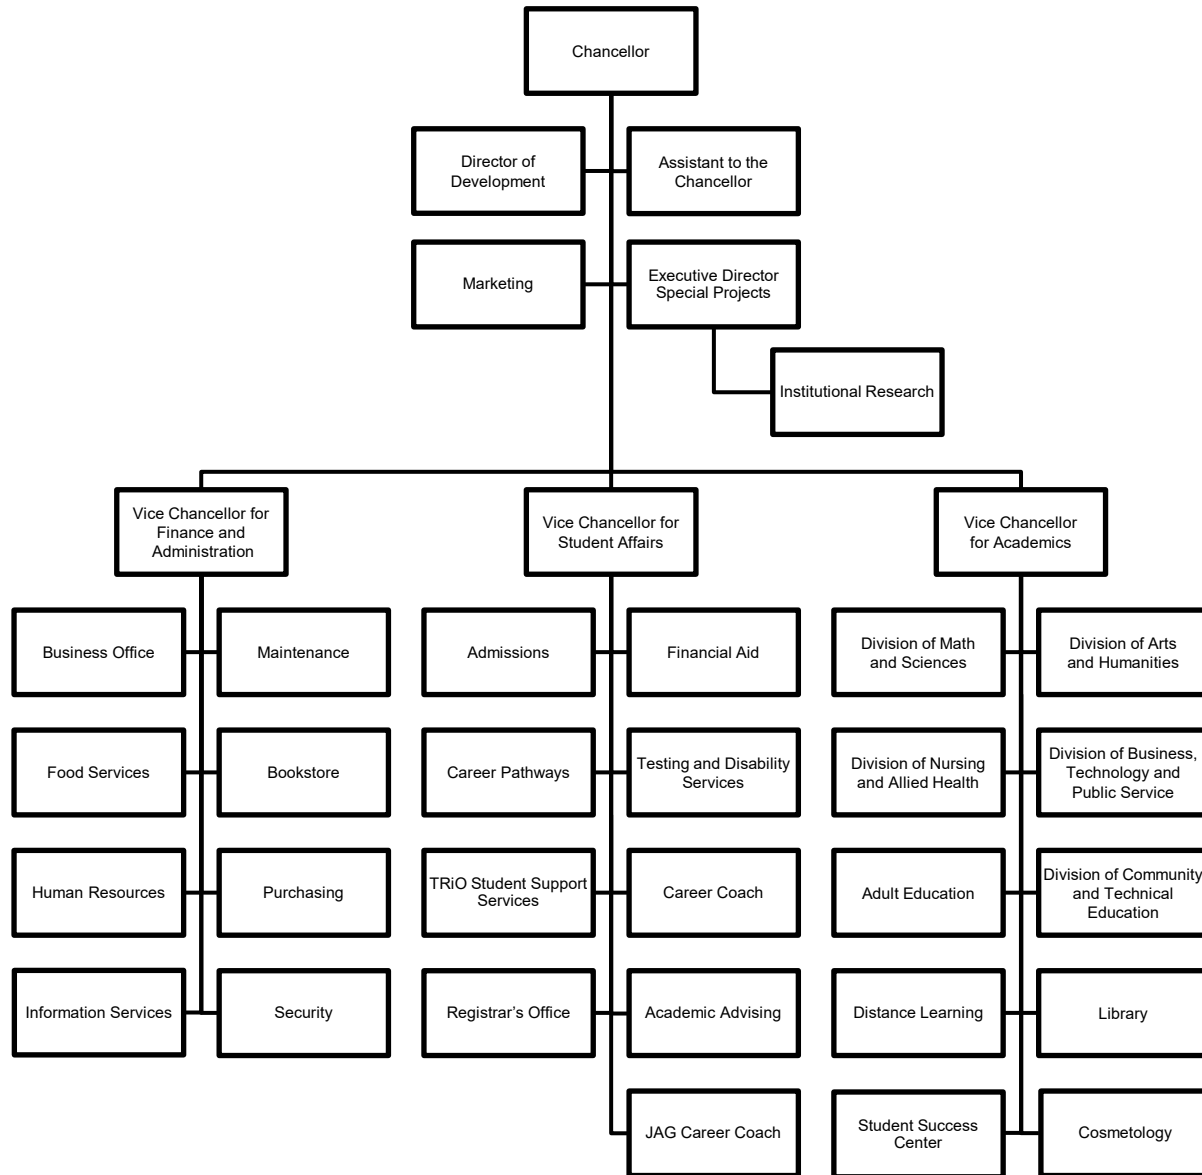 Chancellor
Director of
Development
Assistant to the
Chancellor
Marketing
Executive Director
Special Projects
Institutional Research
Vice Chancellor for
Finance and
Administration
Vice Chancellor for
Student Affairs
Vice Chancellor
for Academics
Business Office
Maintenance
Admissions
Financial Aid
Division of Math
and Sciences
Division of Arts
and Humanities
Food Services
Bookstore
Career Pathways
Testing and Disability
Services
Division of Nursing
and Allied Health
Division of Business,
Technology and
Public Service
Human Resources
Purchasing
TRiO Student Support
Services
Career Coach
Adult Education
Division of Community
and Technical
Education
Information Services
Security
Registrar’s Office
Academic Advising
Distance Learning
Library
JAG Career Coach
Student Success
Center
Cosmetology